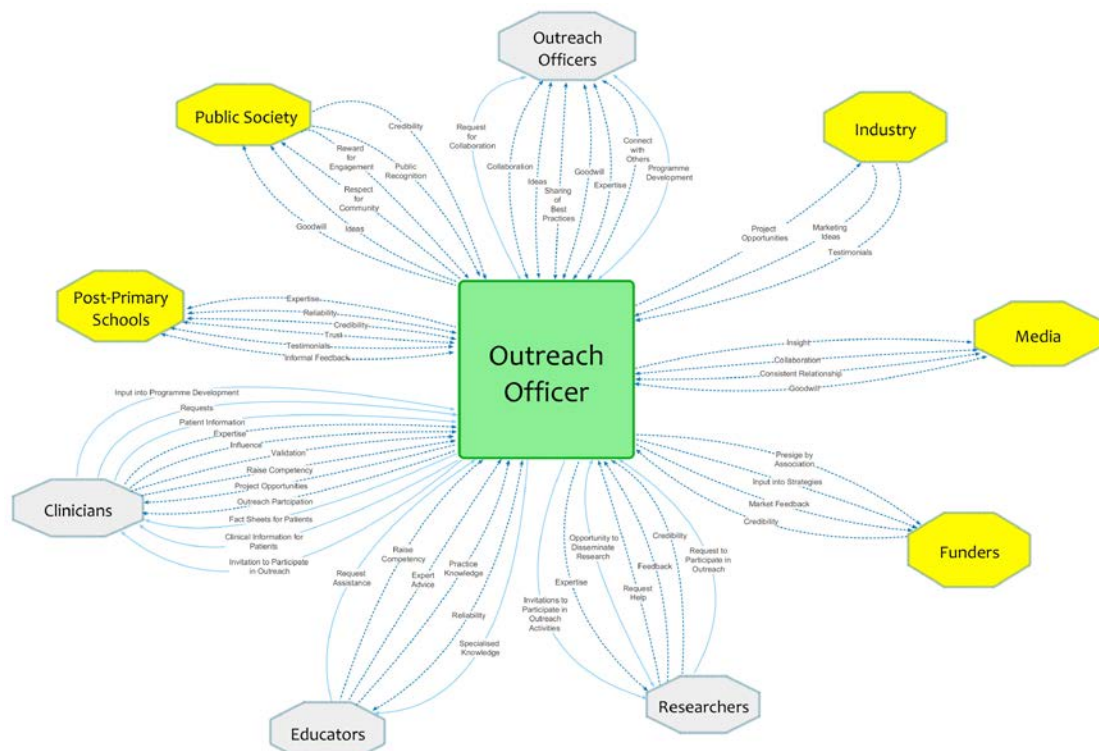 Outreach
Officers
Public Society
Industry
Credibility
Reward
for
Engagement
Public
Recognition
Respect
for
Community
Goodwill
Ideas
Request
for
Collaboration
Collaboration
Ideas
Sharing
of
Best
Practices
Goodwill
Expertise
Connect
with
Others
Programme
Development
Project
Opportunities
Marketing
Ideas
Testimonials
Post-Primary
Schools
Expertise
Reliability
Credibility
Trust
Testimonials
Informal Feedback
Outreach
Officer
Media
Insight
Collaboration
Consistent Relationship
Goodwill
Clinicians
Input into Programme Development
Requests
Patient Information
Expertise
Influence
Validation
Raise Competency
Project Opportunities
Outreach Partcipation
Fact Sheets for Patients
Clinical Information for
Patients
Invitation to Participate
in Outreach
Presige by
Association
Input into Strategies
Market Feedback
Credibility
Funders
Request
Assistance
Raise
Competency
Expert
Advice
Practice
Knowledge
Reliability
Specialised
Knowledge
Educators
Invitations to
Participate in
Outreach
Activities
Expertise
Opportunity to
Disseminate
Research
Request
Help
Feedback
Credibility
Request to
Participate in
Outreach
Researchers